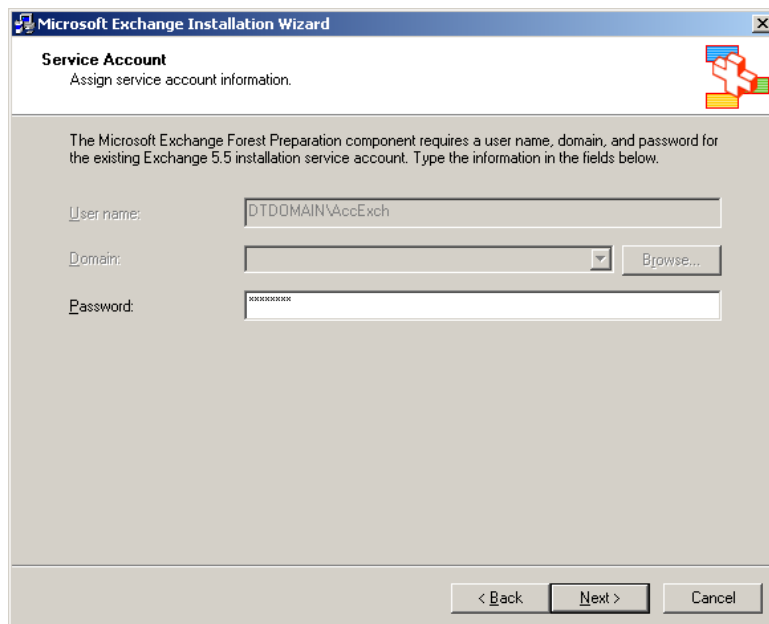 Microsoft Exchange Installation Wizard
Service Account
Assign service account information.
The Microsoft Exchange Forest Preparation component requires a user name, domain, and password for
the existing Exchange 5.5 installation service account. Type the information in the fields below.
User name: DTDOMAIN\AccExch
Domain: Browse...
Password: ********
< Back Next > Cancel